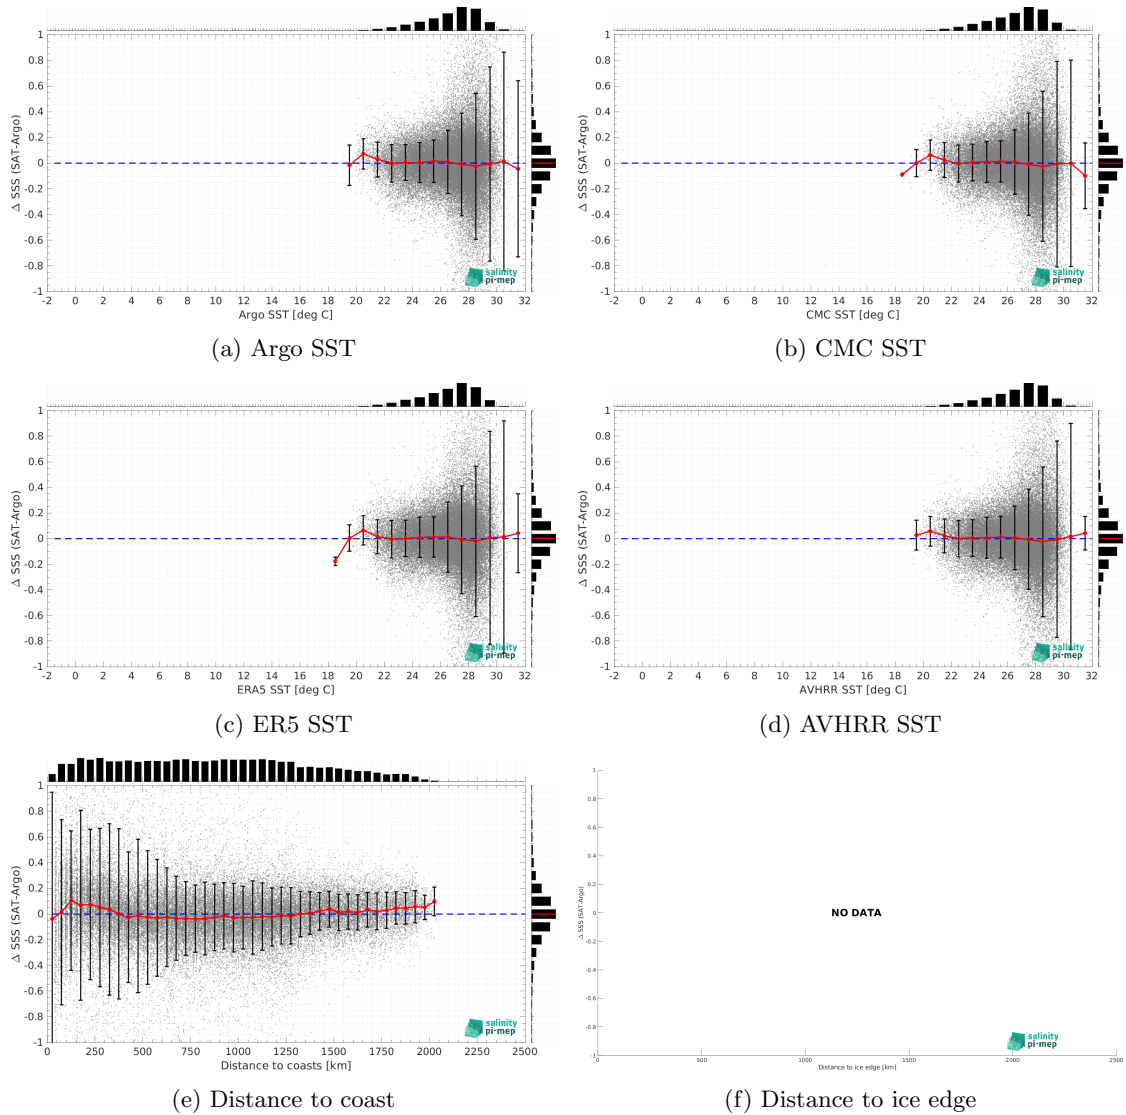 1
0.8
0.6
0.4
0.2
0
-0.2
-0.4
-0.6
-0.8
-1
Δ SSS (SAT-Argo)
-2 0 2 4 6 8 10 12 14 16 18 20 22 24 26 28 30 32
Argo SST [deg C]
salinity
pi-mep
(a) Argo SST
1
0.8
0.6
0.4
0.2
0
-0.2
-0.4
-0.6
-0.8
-1
Δ SSS (SAT-Argo)
-2 0 2 4 6 8 10 12 14 16 18 20 22 24 26 28 30 32
CMC SST [deg C]
salinity
pi-mep
(b) CMC SST
1
0.8
0.6
0.4
0.2
0
-0.2
-0.4
-0.6
-0.8
-1
Δ SSS (SAT-Argo)
-2 0 2 4 6 8 10 12 14 16 18 20 22 24 26 28 30 32
ERA5 SST [deg C]
salinity
pi-mep
(c) ER5 SST
1
0.8
0.6
0.4
0.2
0
-0.2
-0.4
-0.6
-0.8
-1
Δ SSS (SAT-Argo)
-2 0 2 4 6 8 10 12 14 16 18 20 22 24 26 28 30 32
AVHRR SST [deg C]
salinity
pi-mep
(d) AVHRR SST
1
0.8
0.6
0.4
0.2
0
-0.2
-0.4
-0.6
-0.8
-1
Δ SSS (SAT-Argo)
0 250 500 750 1000 1250 1500 1750 2000 2250 2500
Distance to coasts [km]
salinity
pi-mep
(e) Distance to coast
1
0.8
0.6
0.4
0.2
0
-0.2
-0.4
-0.6
-0.8
-1
Δ SSS (SAT-Argo)
NO DATA
0 500 1000 1500 2000 2500
Distance to ice edge [km]
salinity
pi-mep
(f) Distance to ice edge